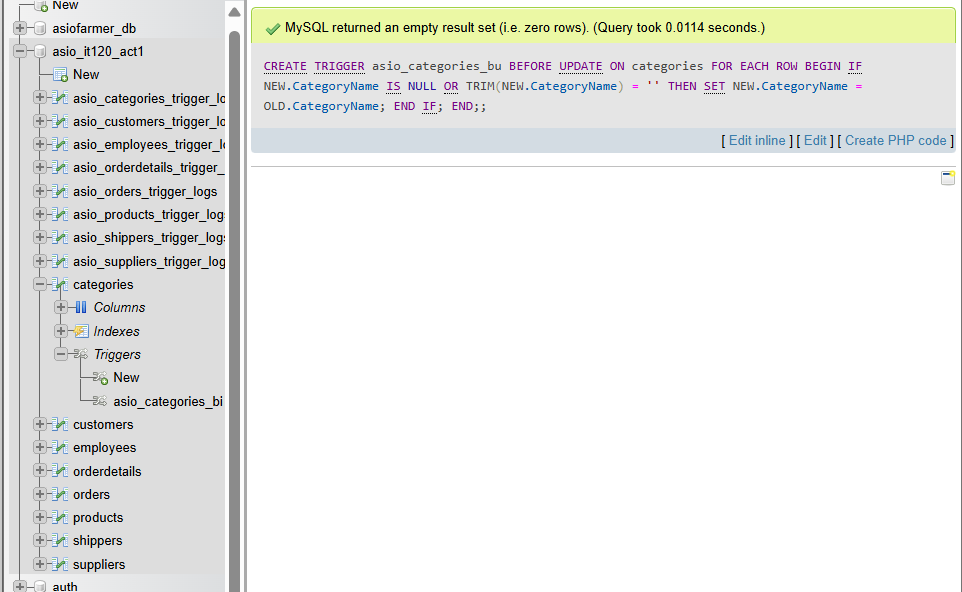 New
asiofarmer_db
asio_it120_act1
New
asio_categories_trigger_lo
asio_customers_trigger_lo
asio_employees_trigger_l
asio_orderdetails_trigger_
asio_orders_trigger_logs
asio_products_trigger_log
asio_shippers_trigger_logs
asio_suppliers_trigger_log
categories
Columns
Indexes
Triggers
New
asio_categories_bi
customers
employees
orderdetails
orders
products
shippers
suppliers
auth
MySQL returned an empty result set (i.e. zero rows). (Query took 0.0114 seconds.)
CREATE TRIGGER asio_categories_bu BEFORE UPDATE ON categories FOR EACH ROW BEGIN IF
NEW.CategoryName IS NULL OR TRIM(NEW.CategoryName) = '' THEN SET NEW.CategoryName =
OLD.CategoryName; END IF; END;;
[ Edit inline ] [ Edit ] [ Create PHP code ]